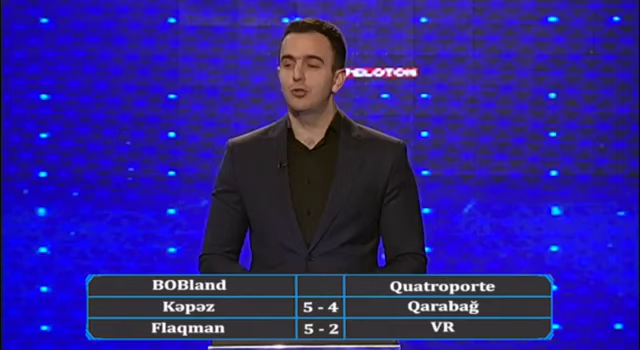 PELOTON
BOBland Quatroporte
Kəpəz 5 - 4 Qarabağ
Flaqman 5 - 2 VR